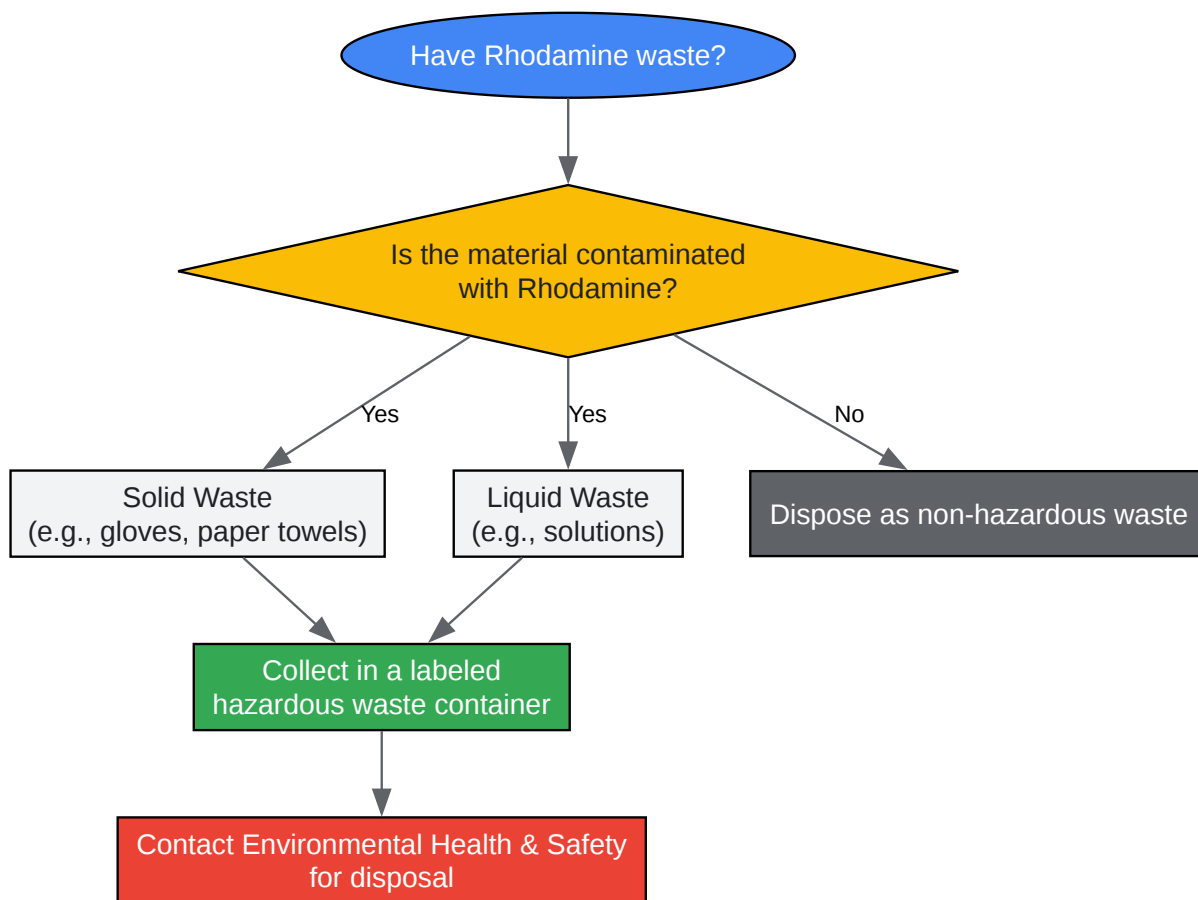 Have Rhodamine waste?
Is the material contaminated
with Rhodamine?
Yes
Yes
No
Solid Waste
(e.g., gloves, paper towels)
Liquid Waste
(e.g., solutions)
Dispose as non-hazardous waste
Collect in a labeled
hazardous waste container
Contact Environmental Health & Safety
for disposal